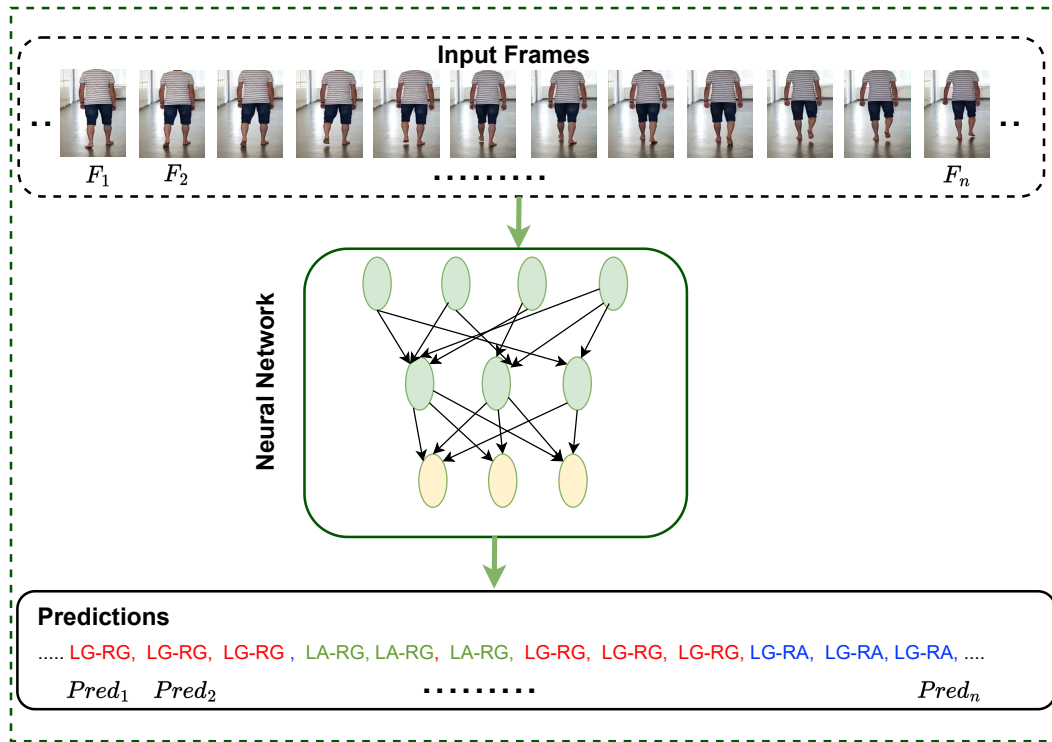 Input Frames
.. ..
F₁ F₂ ......... Fₙ
Neural Network
Predictions
..... LG-RG, LG-RG, LG-RG , LA-RG, LA-RG, LA-RG, LG-RG, LG-RG, LG-RG, LG-RA, LG-RA, LG-RA, ....
Pred₁ Pred₂ ......... Predₙ